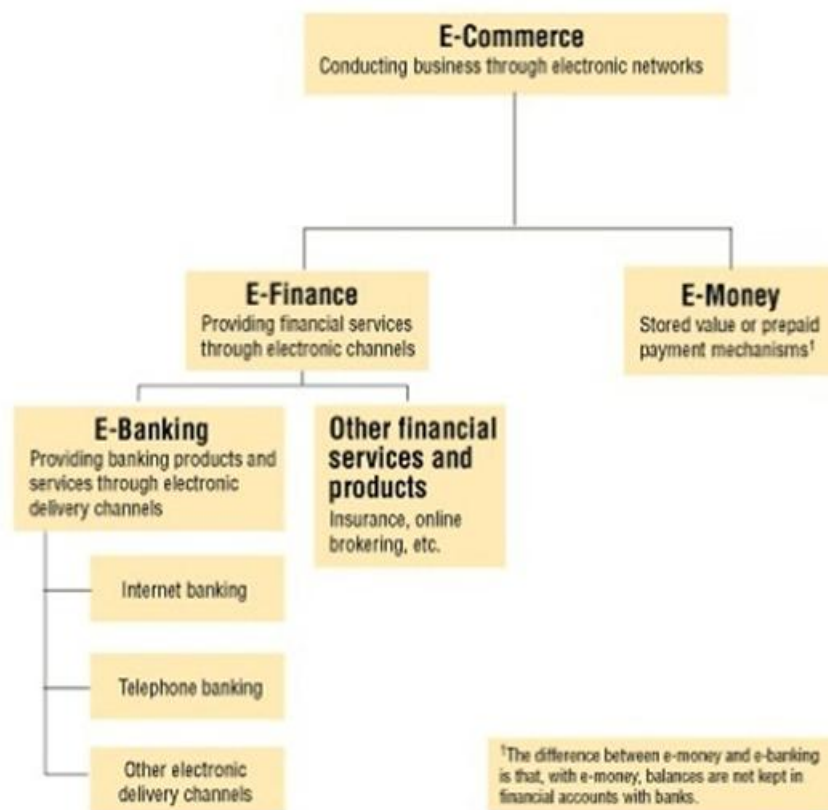 E-Commerce
Conducting business through electronic networks
E-Finance
Providing financial services
through electronic channels
E-Money
Stored value or prepaid
payment mechanisms¹
E-Banking
Providing banking products and
services through electronic
delivery channels
Other financial
services and
products
Insurance, online
brokering, etc.
Internet banking
Telephone banking
Other electronic
delivery channels
¹The difference between e-money and e-banking
is that, with e-money, balances are not kept in
financial accounts with banks.